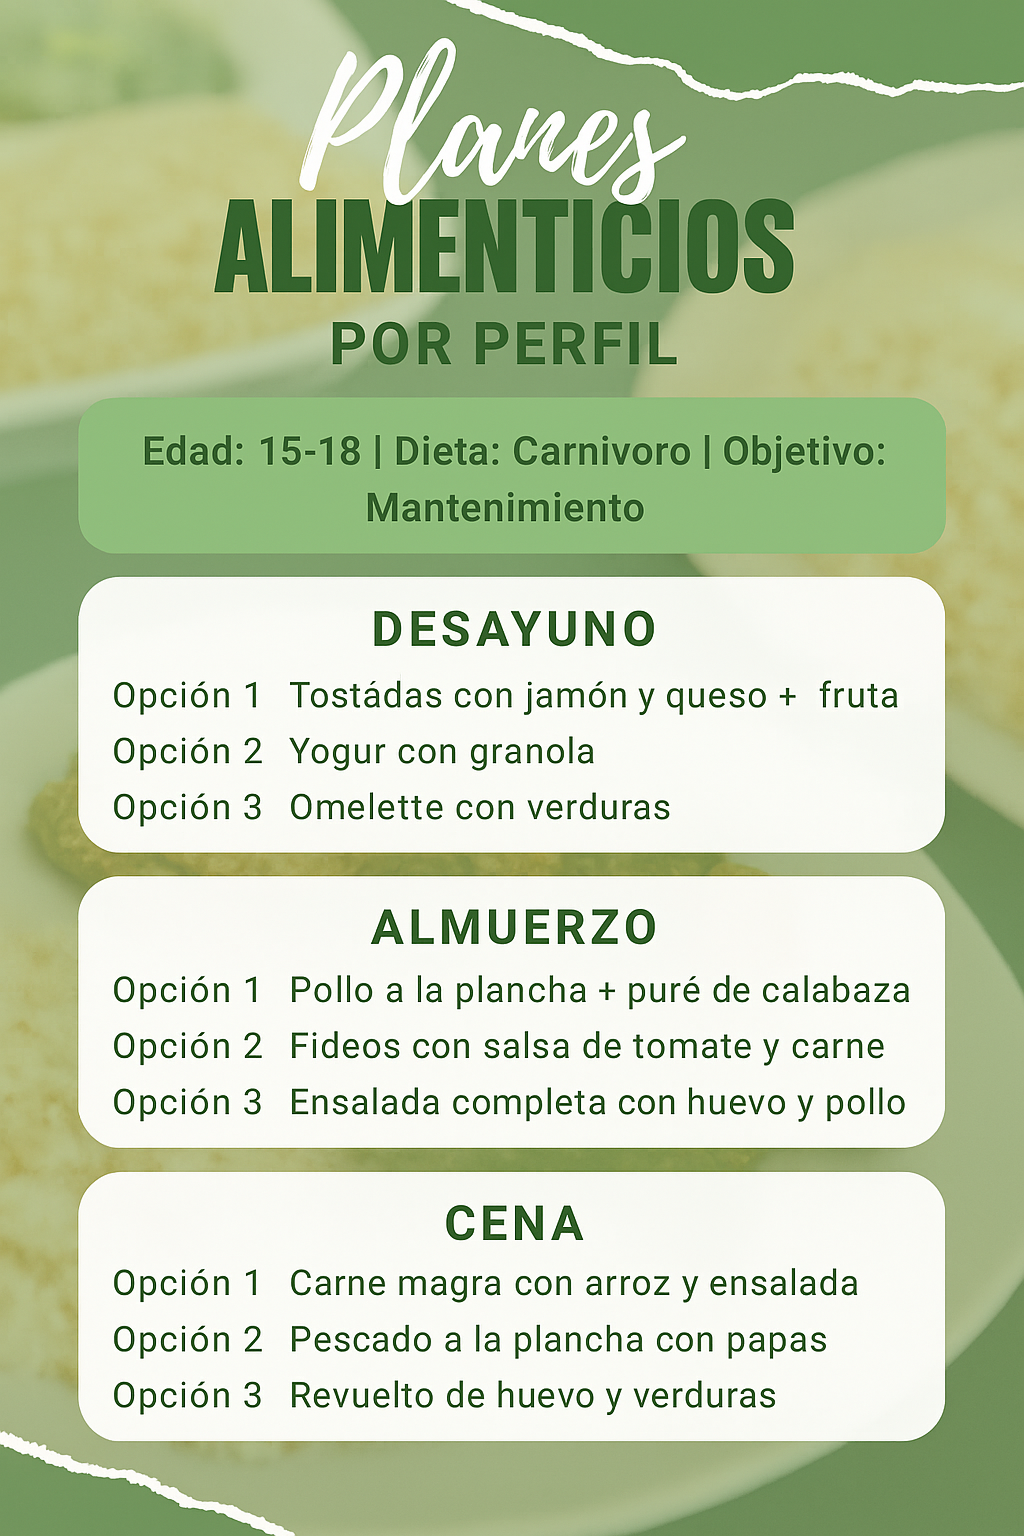 Planes
ALIMENTICIOS
POR PERFIL
Edad: 15-18 | Dieta: Carnivoro | Objetivo:
Mantenimiento
DESAYUNO
Opción 1 Tostádas con jamón y queso + fruta
Opción 2 Yogur con granola
Opción 3 Omelette con verduras
ALMUERZO
Opción 1 Pollo a la plancha + puré de calabaza
Opción 2 Fideos con salsa de tomate y carne
Opción 3 Ensalada completa con huevo y pollo
CENA
Opción 1 Carne magra con arroz y ensalada
Opción 2 Pescado a la plancha con papas
Opción 3 Revuelto de huevo y verduras